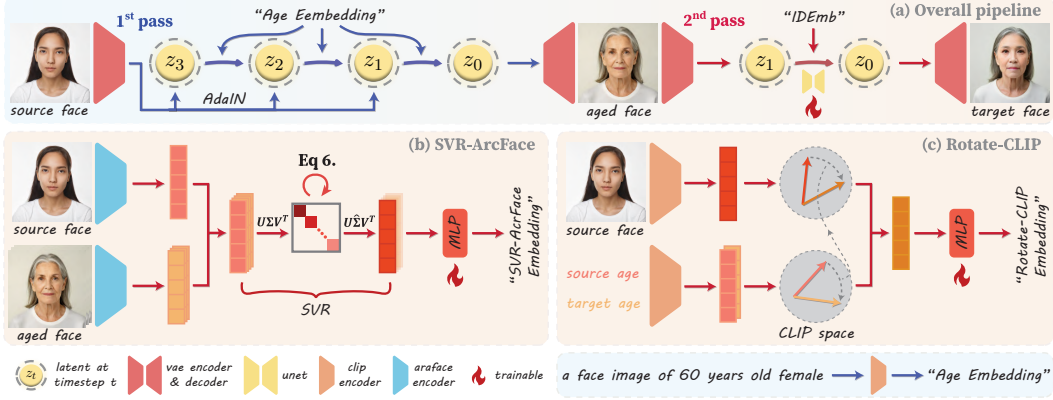 1st pass
"Age Eembedding"
2nd pass
"IDEmb"
(a) Overall pipeline
z3
z2
z1
z0
z1
z0
AdaIN
source face
aged face
target face
(b) SVR-ArcFace
Eq 6.
source face
UΣV^T
UΣ̂V^T
MLP
"SVR-AcrFace
Embedding"
aged face
SVR
(c) Rotate-CLIP
source face
source age
target age
CLIP space
MLP
"Rotate-CLIP
Embedding"
zt
latent at
timestep t
vae encoder
& decoder
unet
clip
encoder
araface
encoder
trainable
a face image of 60 years old female
"Age Embedding"